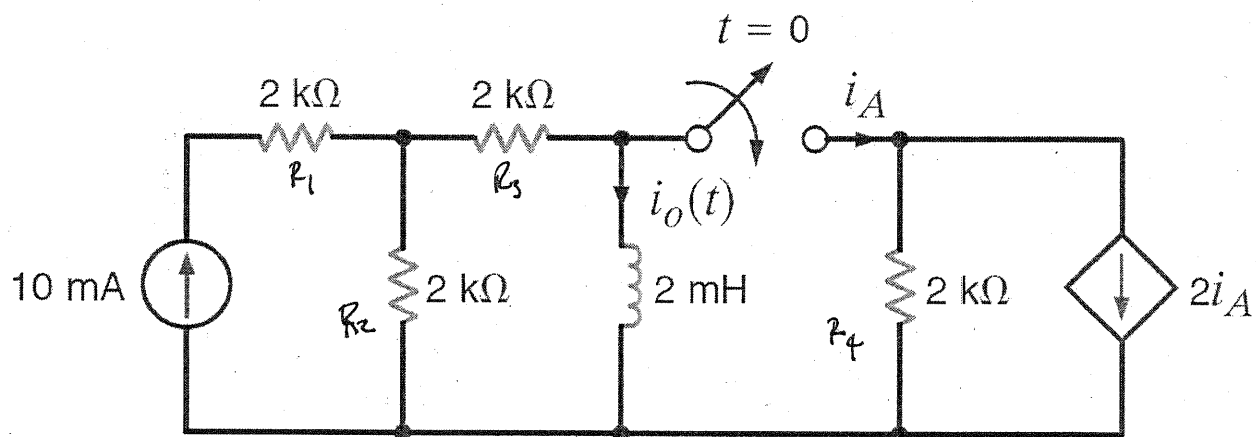 t = 0
2 kΩ
2 kΩ
i_A
R₁
R₃
i_o(t)
10 mA
2 kΩ
2 mH
2 kΩ
2i_A
R₂
R₄